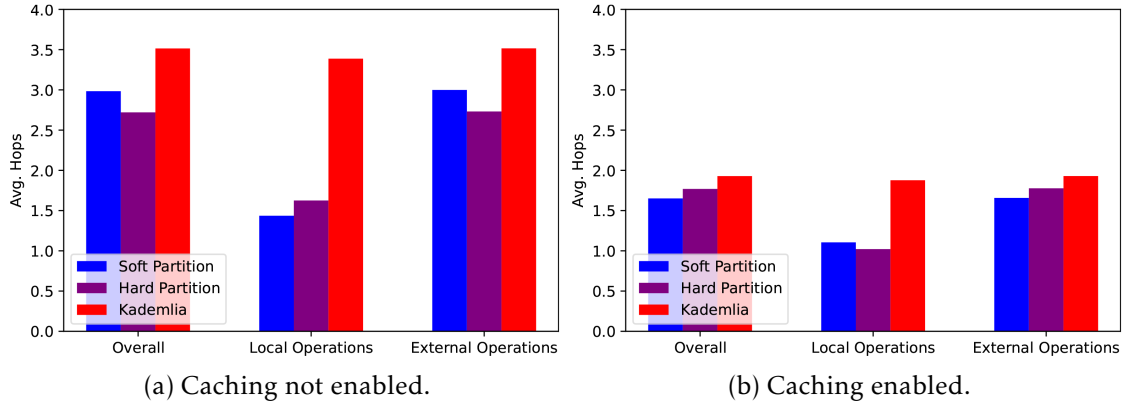 4.0
3.5
3.0
2.5
2.0
1.5
1.0
0.5
0.0
Avg. Hops
Soft Partition
Hard Partition
Kademlia
Overall
Local Operations
External Operations
(a) Caching not enabled.
4.0
3.5
3.0
2.5
2.0
1.5
1.0
0.5
0.0
Avg. Hops
Soft Partition
Hard Partition
Kademlia
Overall
Local Operations
External Operations
(b) Caching enabled.